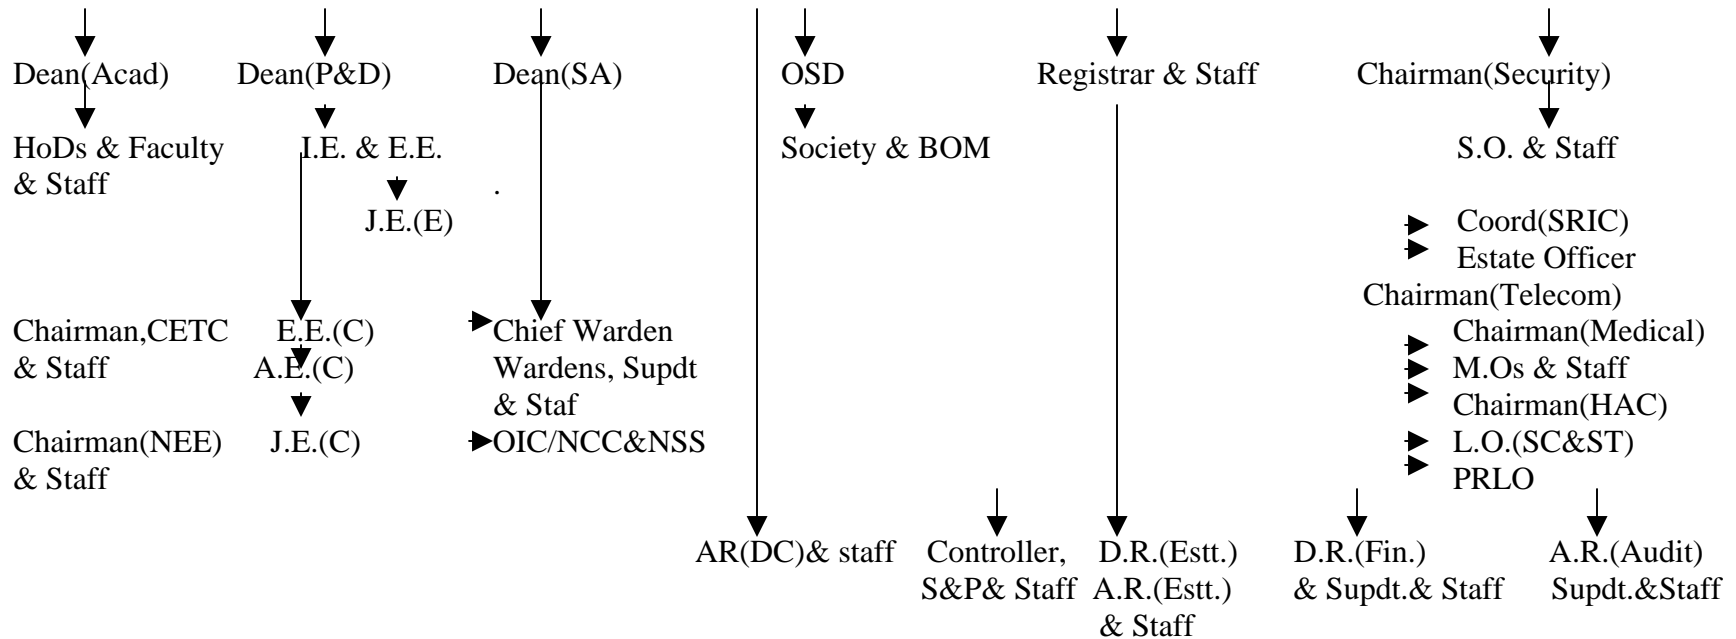 Dean(Acad) Dean(P&D) Dean(SA) OSD Registrar & Staff Chairman(Security)
HoDs & Faculty I.E. & E.E. Society & BOM S.O. & Staff
& Staff .
J.E.(E) Coord(SRIC)
Estate Officer
Chairman(Telecom)
Chairman,CETC E.E.(C) Chief Warden Chairman(Medical)
& Staff A.E.(C) Wardens, Supdt M.Os & Staff
& Staf Chairman(HAC)
Chairman(NEE) J.E.(C) OIC/NCC&NSS L.O.(SC&ST)
& Staff PRLO
AR(DC)& staff Controller, D.R.(Estt.) D.R.(Fin.) A.R.(Audit)
S&P& Staff A.R.(Estt.) & Supdt.& Staff Supdt.&Staff
& Staff